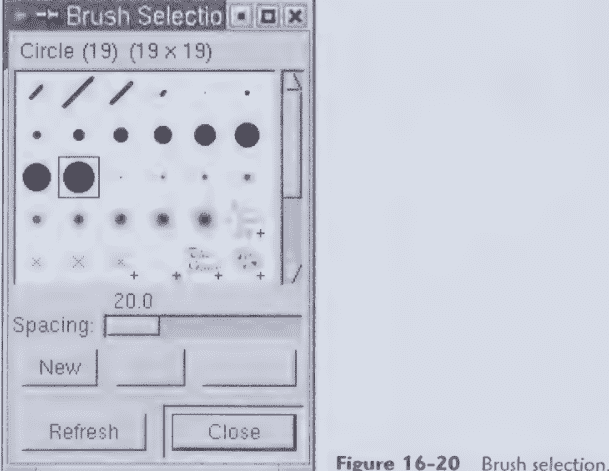 Brush Selectio
Circle (19) (19 × 19)
20.0
Spacing:
New
Refresh
Close
Figure 16-20 Brush selection.